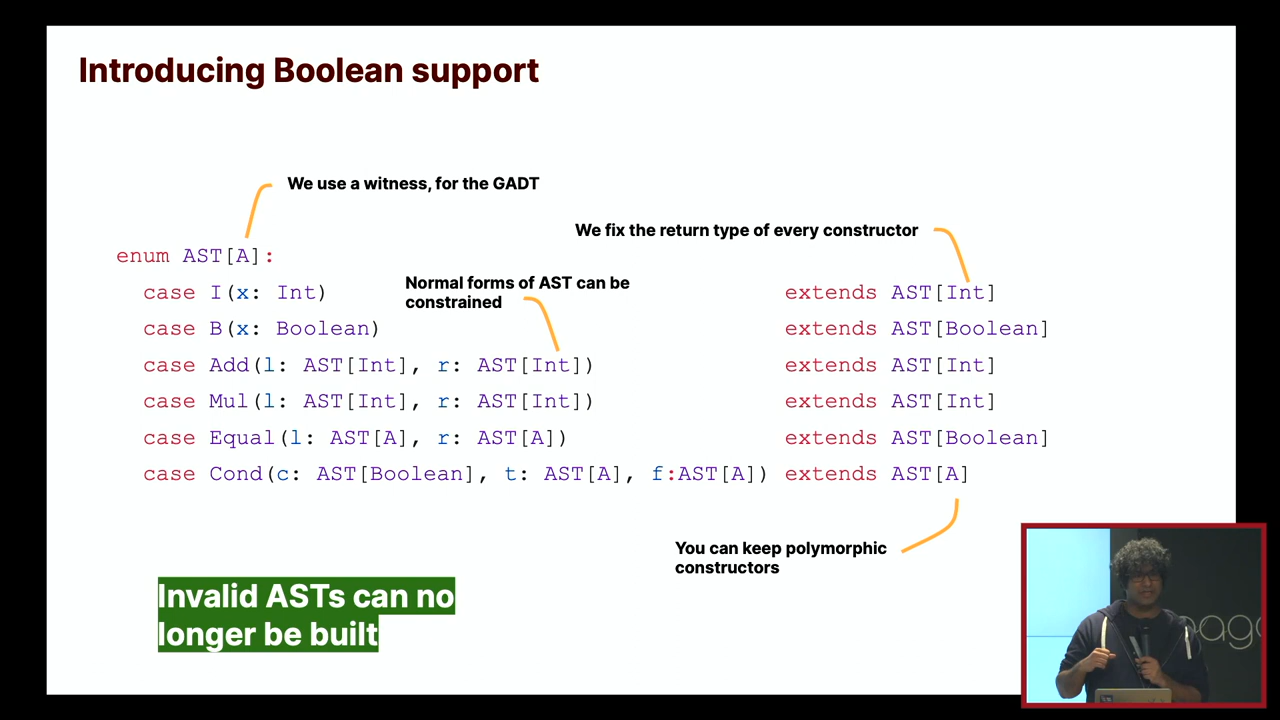 Introducing Boolean support
We use a witness, for the GADT
We fix the return type of every constructor
enum AST[A]:
Normal forms of AST can be
constrained
case I(x: Int) extends AST[Int]
case B(x: Boolean) extends AST[Boolean]
case Add(l: AST[Int], r: AST[Int]) extends AST[Int]
case Mul(l: AST[Int], r: AST[Int]) extends AST[Int]
case Equal(l: AST[A], r: AST[A]) extends AST[Boolean]
case Cond(c: AST[Boolean], t: AST[A], f:AST[A]) extends AST[A]
You can keep polymorphic
constructors
Invalid ASTs can no
longer be built